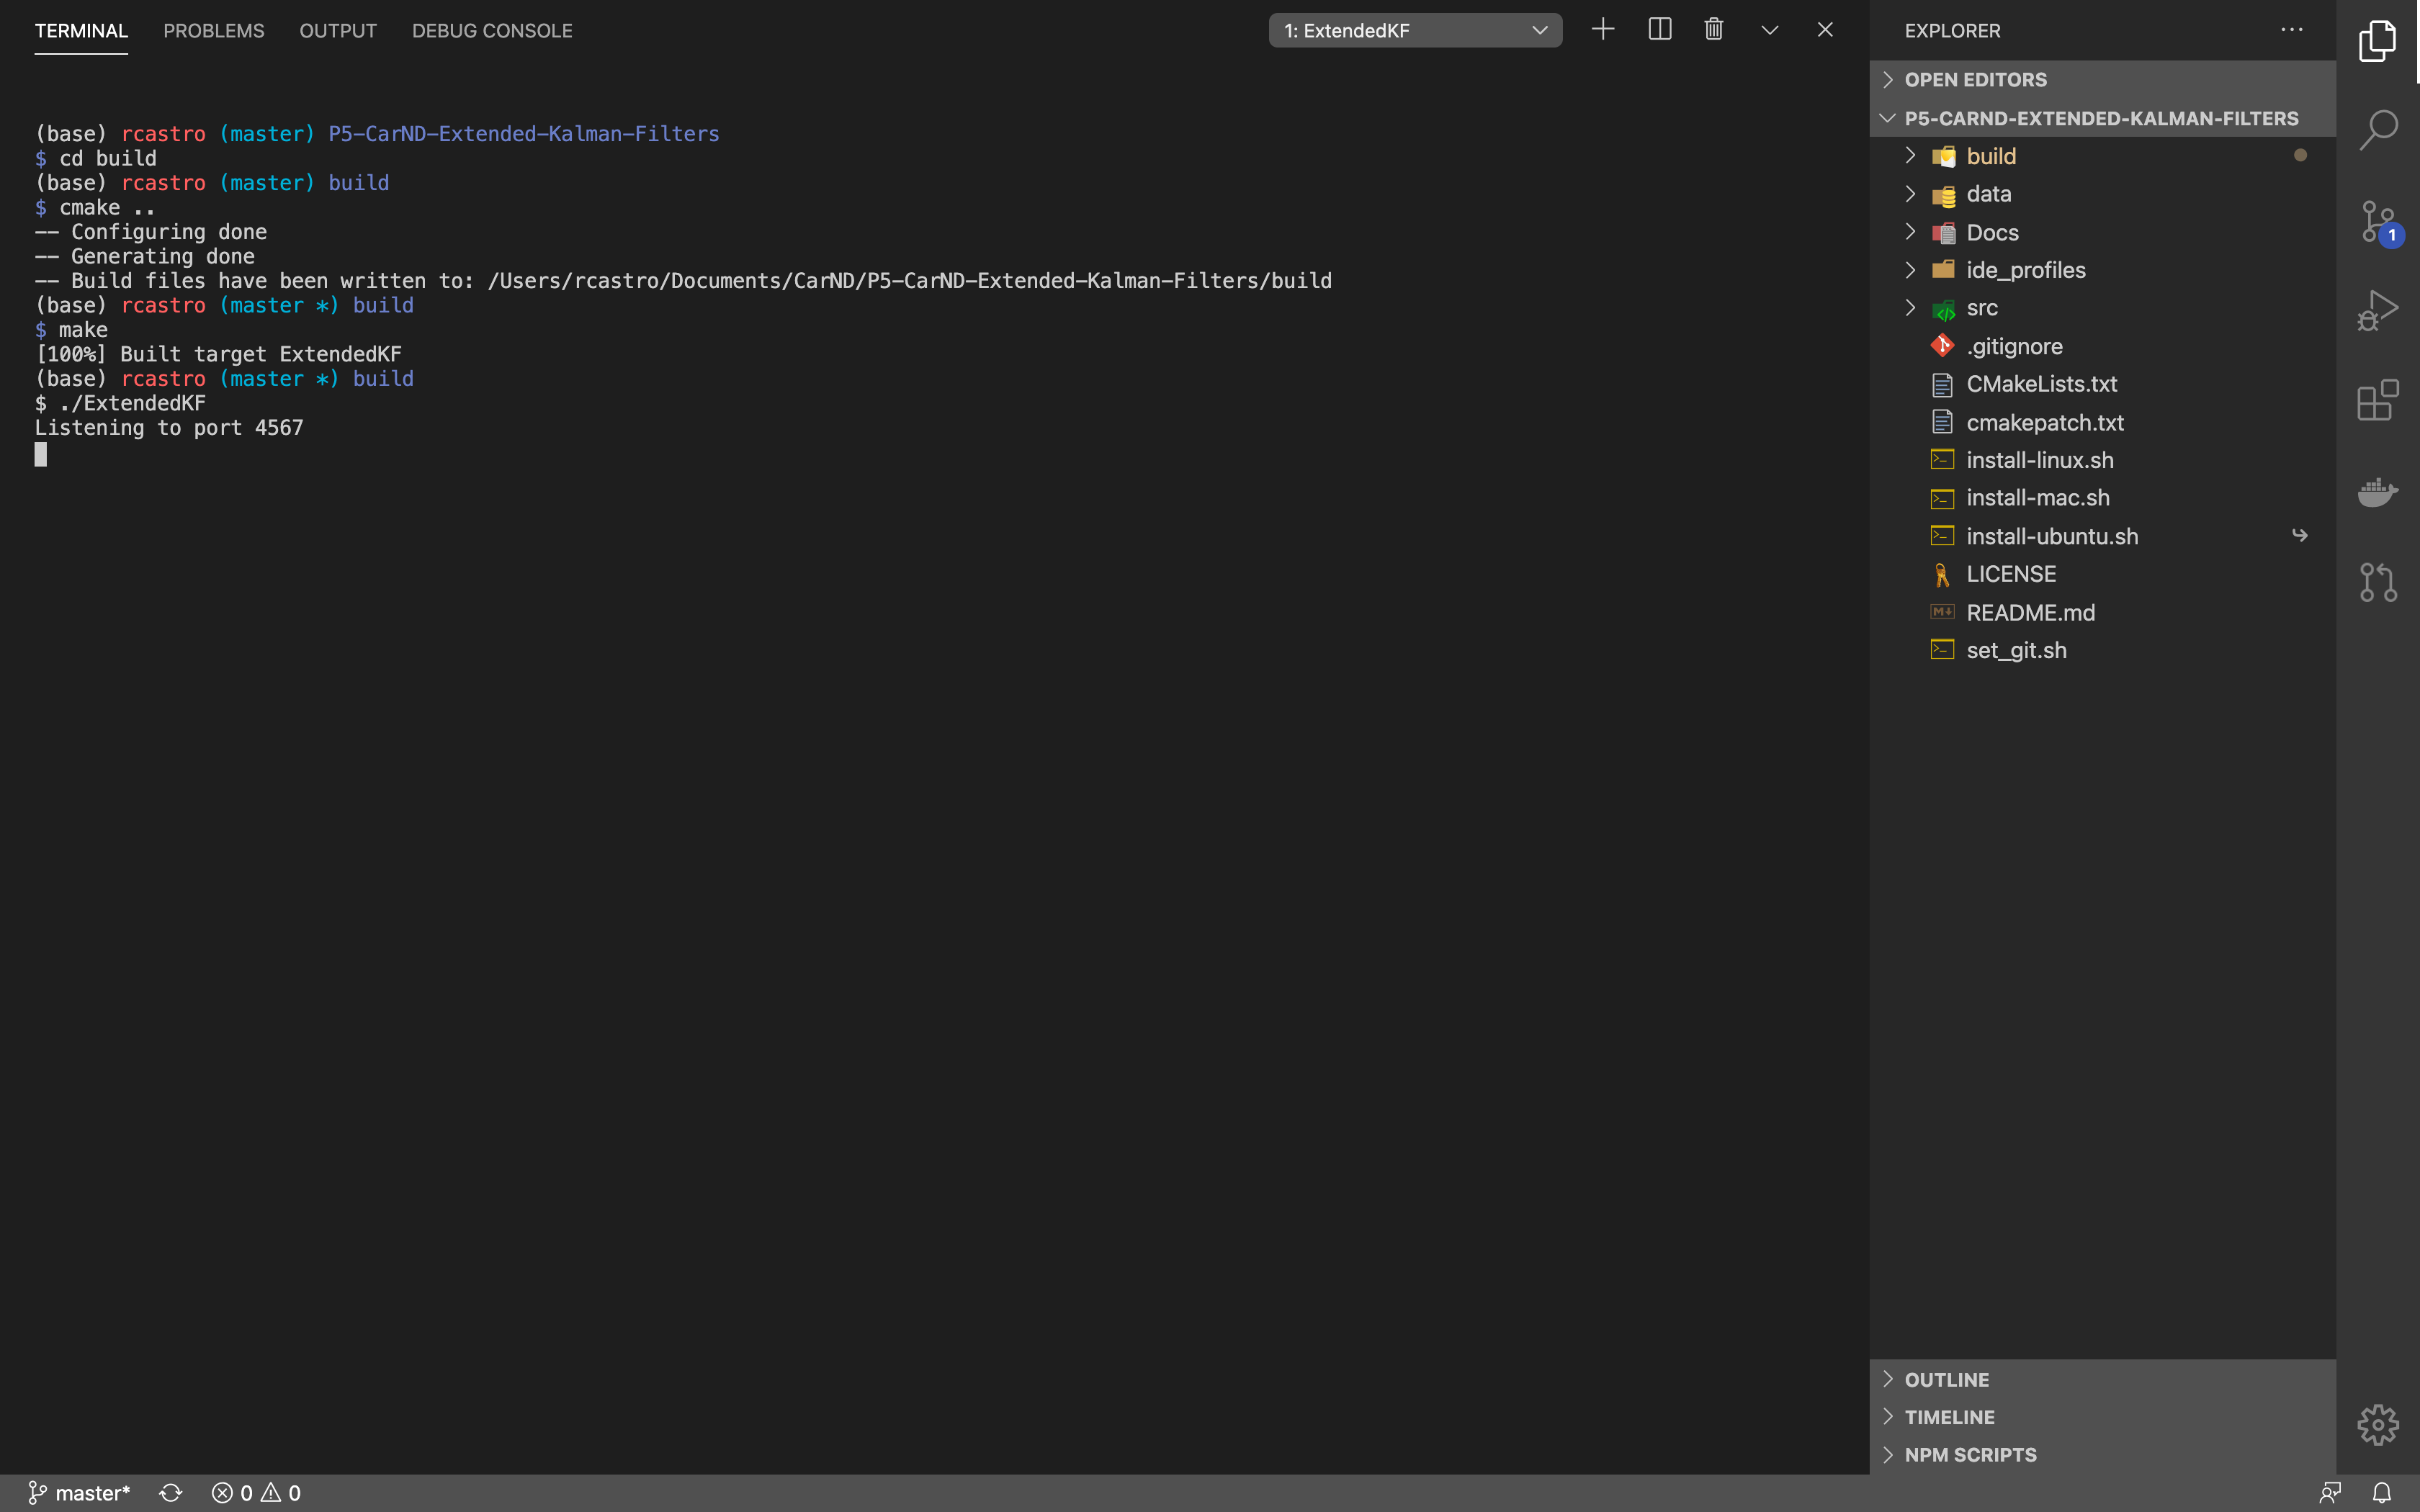 TERMINAL PROBLEMS OUTPUT DEBUG CONSOLE 1: ExtendedKF
(base) rcastro (master) P5-CarND-Extended-Kalman-Filters
$ cd build
(base) rcastro (master) build
$ cmake ..
-- Configuring done
-- Generating done
-- Build files have been written to: /Users/rcastro/Documents/CarND/P5-CarND-Extended-Kalman-Filters/build
(base) rcastro (master *) build
$ make
[100%] Built target ExtendedKF
(base) rcastro (master *) build
$ ./ExtendedKF
Listening to port 4567
EXPLORER
OPEN EDITORS
P5-CARND-EXTENDED-KALMAN-FILTERS
build
data
Docs
ide_profiles
src
.gitignore
CMakeLists.txt
cmakepatch.txt
install-linux.sh
install-mac.sh
install-ubuntu.sh
LICENSE
README.md
set_git.sh
OUTLINE
TIMELINE
NPM SCRIPTS
1
master* 0 0